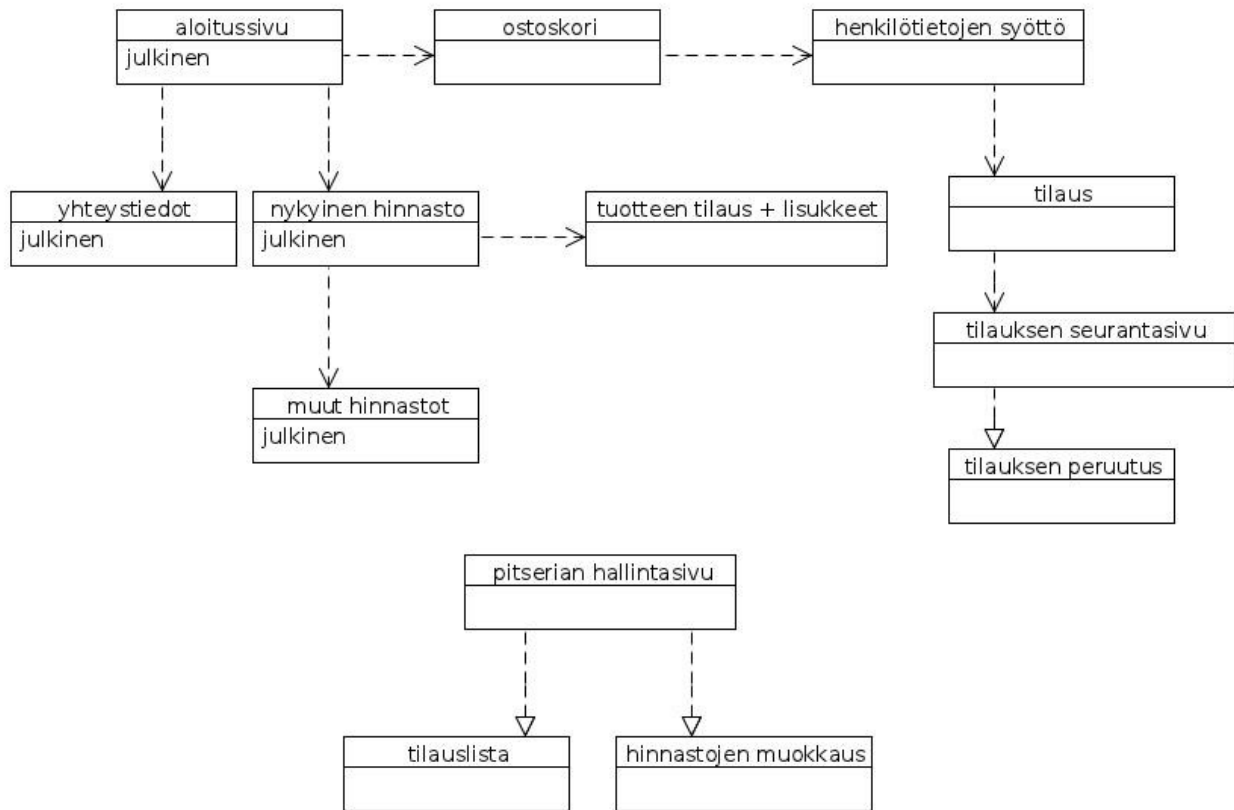 aloitussivu
julkinen
ostoskori
henkilötietojen syöttö
yhteystiedot
julkinen
nykyinen hinnasto
julkinen
tuotteen tilaus + lisukkeet
tilaus
tilauksen seurantasivu
muut hinnastot
julkinen
tilauksen peruutus
pitserian hallintasivu
tilauslista
hinnastojen muokkaus